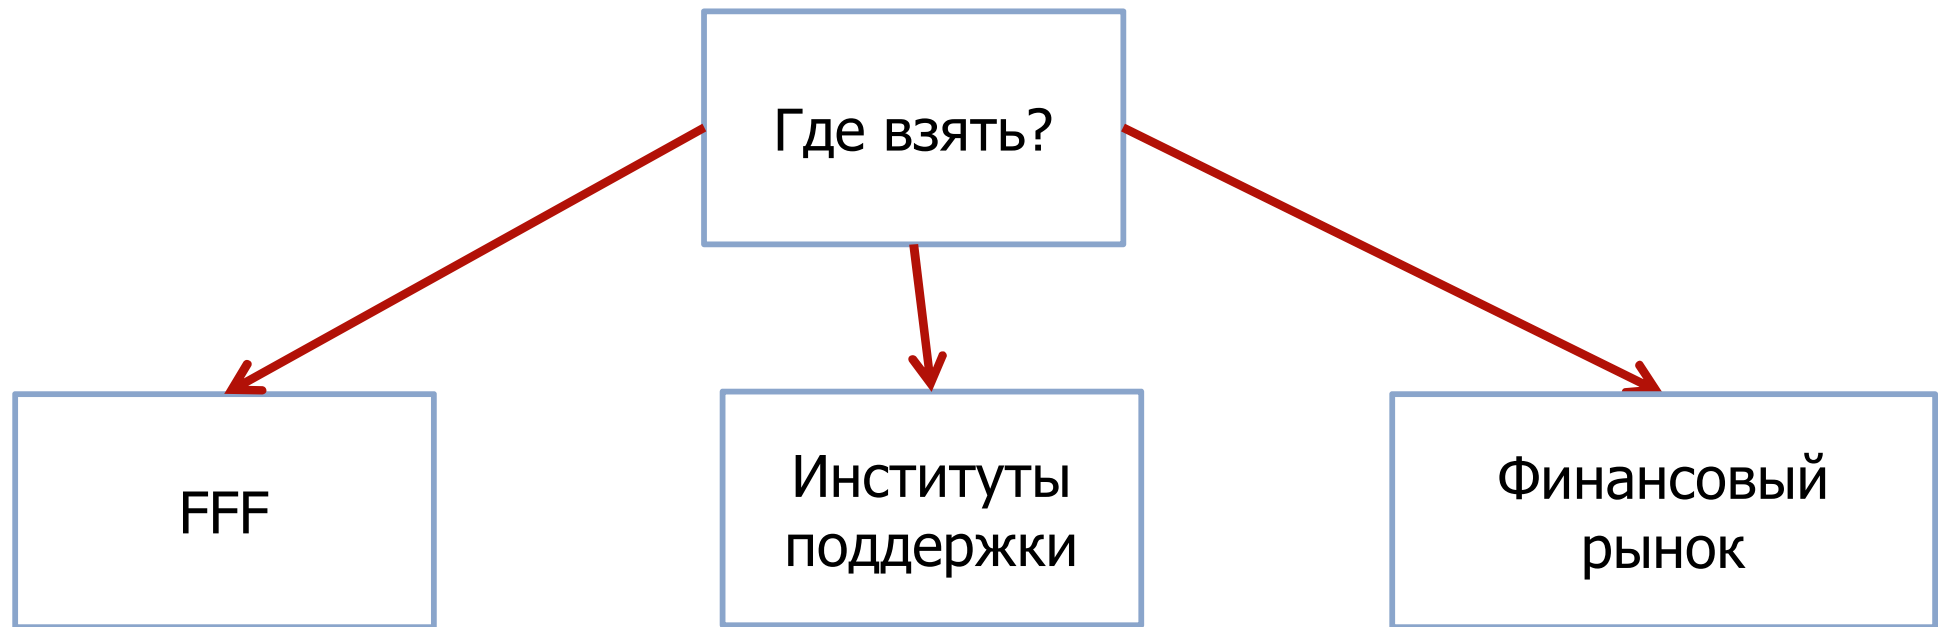 Где взять?
FFF
Институты
поддержки
Финансовый
рынок